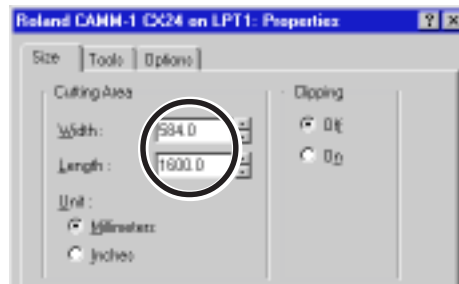 Roland CAMM-1 CX24 on LPT1: Properties
Size Tools Options
Cutting Area
Width: 584.0
Length: 1600.0
Unit:
Millimeters
Inches
Clipping
Off
On